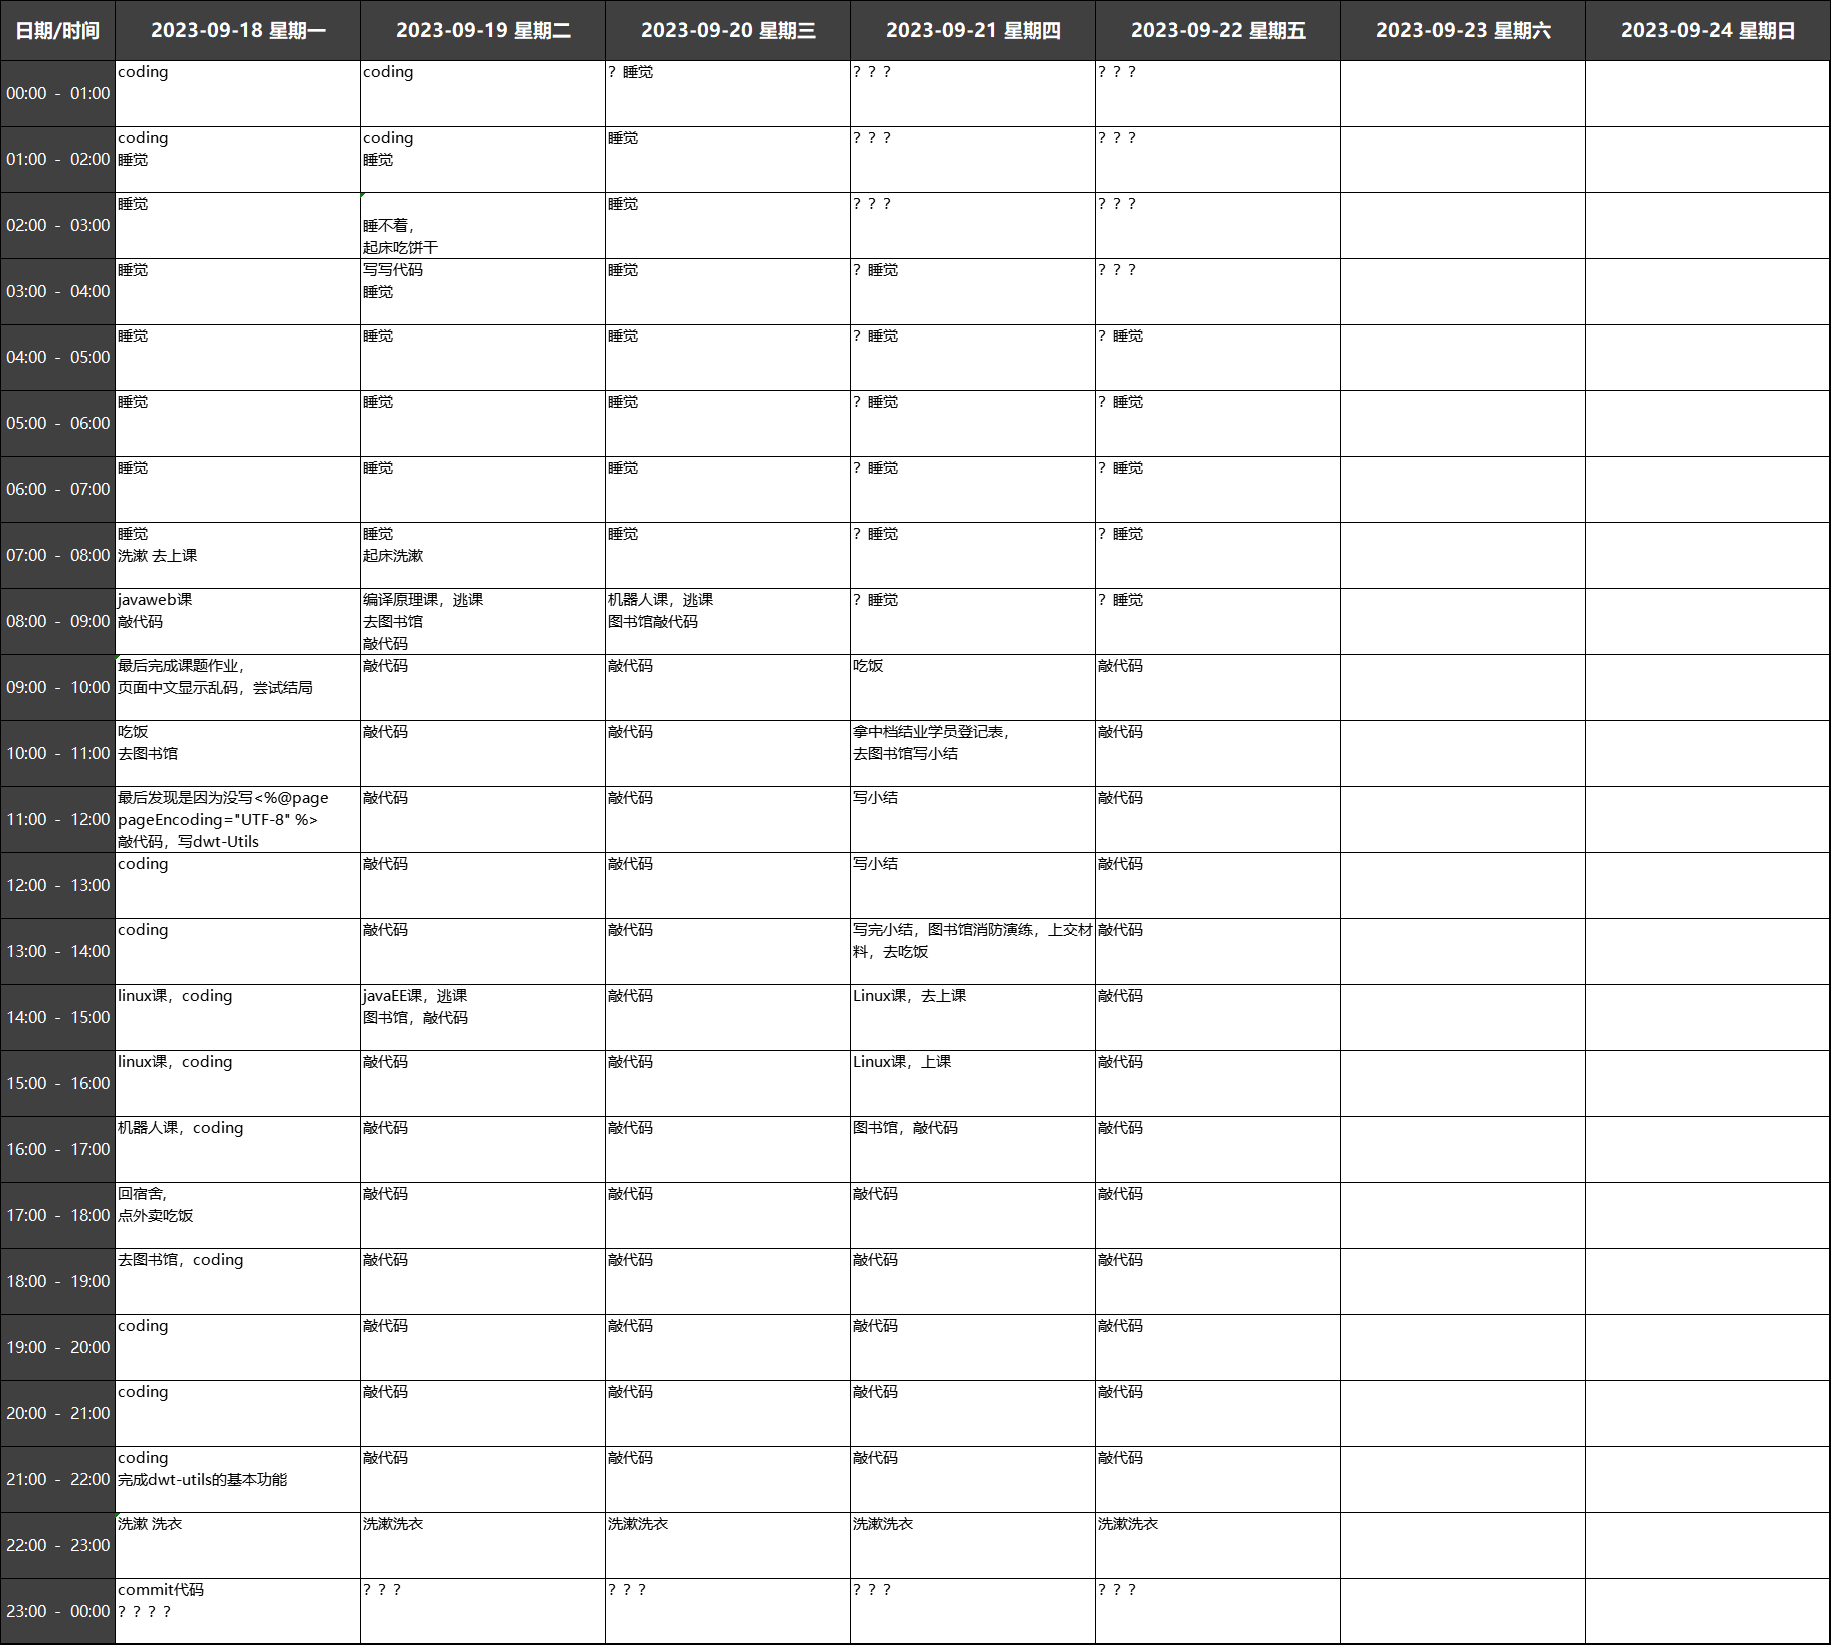 日期/时间 2023-09-18 星期一 2023-09-19 星期二 2023-09-20 星期三 2023-09-21 星期四 2023-09-22 星期五 2023-09-23 星期六 2023-09-24 星期日
00:00 - 01:00
coding
coding
？睡觉
？？？
？？？
01:00 - 02:00
coding
睡觉
coding
睡觉
睡觉
？？？
？？？
02:00 - 03:00
睡觉
睡不着，
起床吃饼干
睡觉
？？？
？？？
03:00 - 04:00
睡觉
写写代码
睡觉
睡觉
？睡觉
？？？
04:00 - 05:00
睡觉
睡觉
睡觉
？睡觉
？睡觉
05:00 - 06:00
睡觉
睡觉
睡觉
？睡觉
？睡觉
06:00 - 07:00
睡觉
睡觉
睡觉
？睡觉
？睡觉
07:00 - 08:00
睡觉
洗漱 去上课
睡觉
起床洗漱
睡觉
？睡觉
？睡觉
08:00 - 09:00
javaweb课
敲代码
编译原理课，逃课
去图书馆
敲代码
机器人课，逃课
图书馆敲代码
？睡觉
？睡觉
09:00 - 10:00
最后完成课题作业，
页面中文显示乱码，尝试结局
敲代码
敲代码
吃饭
敲代码
10:00 - 11:00
吃饭
去图书馆
敲代码
敲代码
拿中档结业学员登记表，
去图书馆写小结
敲代码
11:00 - 12:00
最后发现是因为没写<%@page
pageEncoding="UTF-8" %>
敲代码，写dwt-Utils
敲代码
敲代码
写小结
敲代码
12:00 - 13:00
coding
敲代码
敲代码
写小结
敲代码
13:00 - 14:00
coding
敲代码
敲代码
写完小结，图书馆消防演练，上交材
料，去吃饭
敲代码
14:00 - 15:00
linux课，coding
javaEE课，逃课
图书馆，敲代码
敲代码
Linux课，去上课
敲代码
15:00 - 16:00
linux课，coding
敲代码
敲代码
Linux课，上课
敲代码
16:00 - 17:00
机器人课，coding
敲代码
敲代码
图书馆，敲代码
敲代码
17:00 - 18:00
回宿舍,
点外卖吃饭
敲代码
敲代码
敲代码
敲代码
18:00 - 19:00
去图书馆，coding
敲代码
敲代码
敲代码
敲代码
19:00 - 20:00
coding
敲代码
敲代码
敲代码
敲代码
20:00 - 21:00
coding
敲代码
敲代码
敲代码
敲代码
21:00 - 22:00
coding
完成dwt-utils的基本功能
敲代码
敲代码
敲代码
敲代码
22:00 - 23:00
洗漱 洗衣
洗漱洗衣
洗漱洗衣
洗漱洗衣
洗漱洗衣
23:00 - 00:00
commit代码
？？？？
？？？
？？？
？？？
？？？